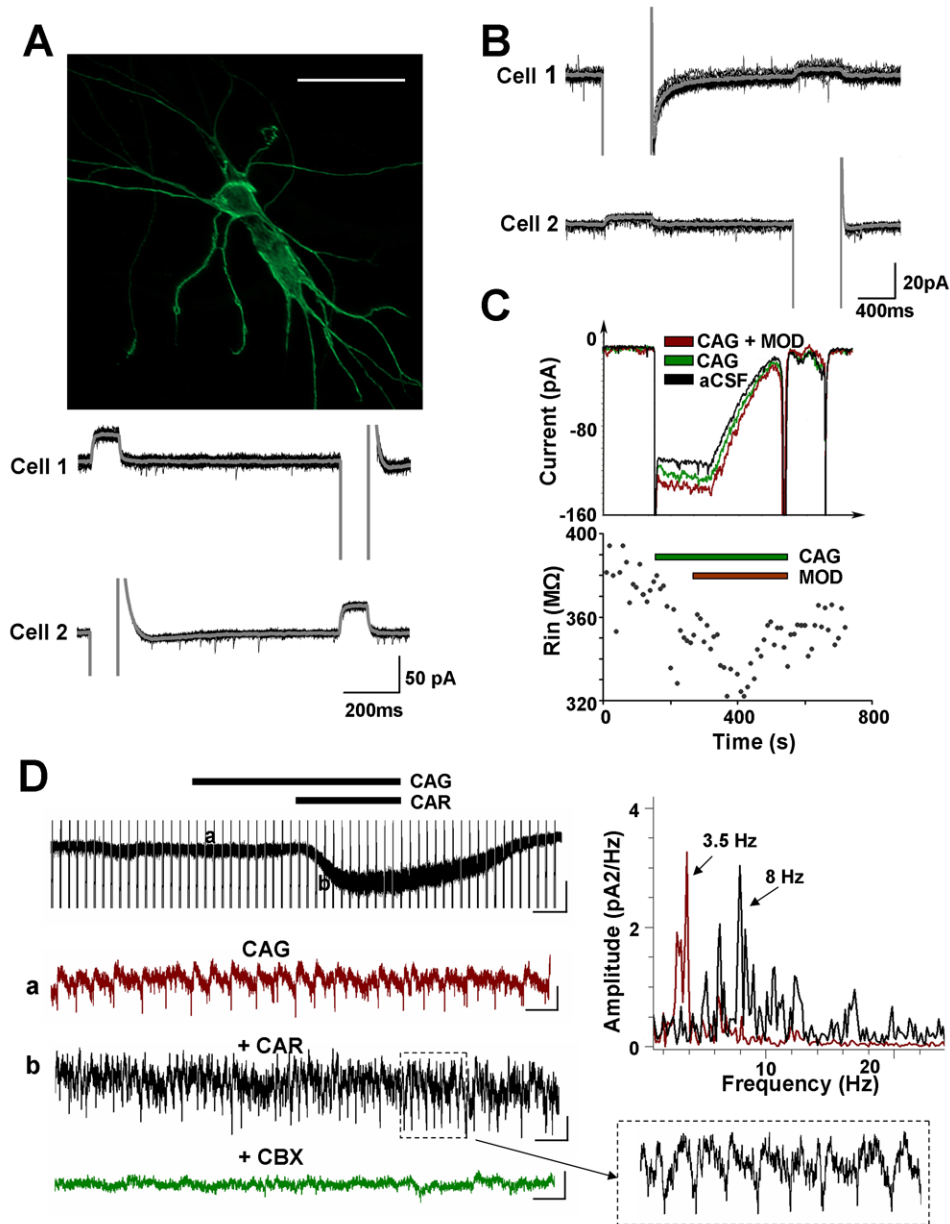 A
Cell 1
Cell 2
50 pA
200ms
B
Cell 1
Cell 2
20pA
400ms
C
0
-80
-160
Current (pA)
CAG + MOD
CAG
aCSF
400
360
320
Rin (MΩ)
CAG
MOD
0
400
800
Time (s)
D
CAG
CAR
a
b
CAG
a
+ CAR
b
+ CBX
4
2
0
Amplitude (pA2/Hz)
3.5 Hz
8 Hz
10
20
Frequency (Hz)